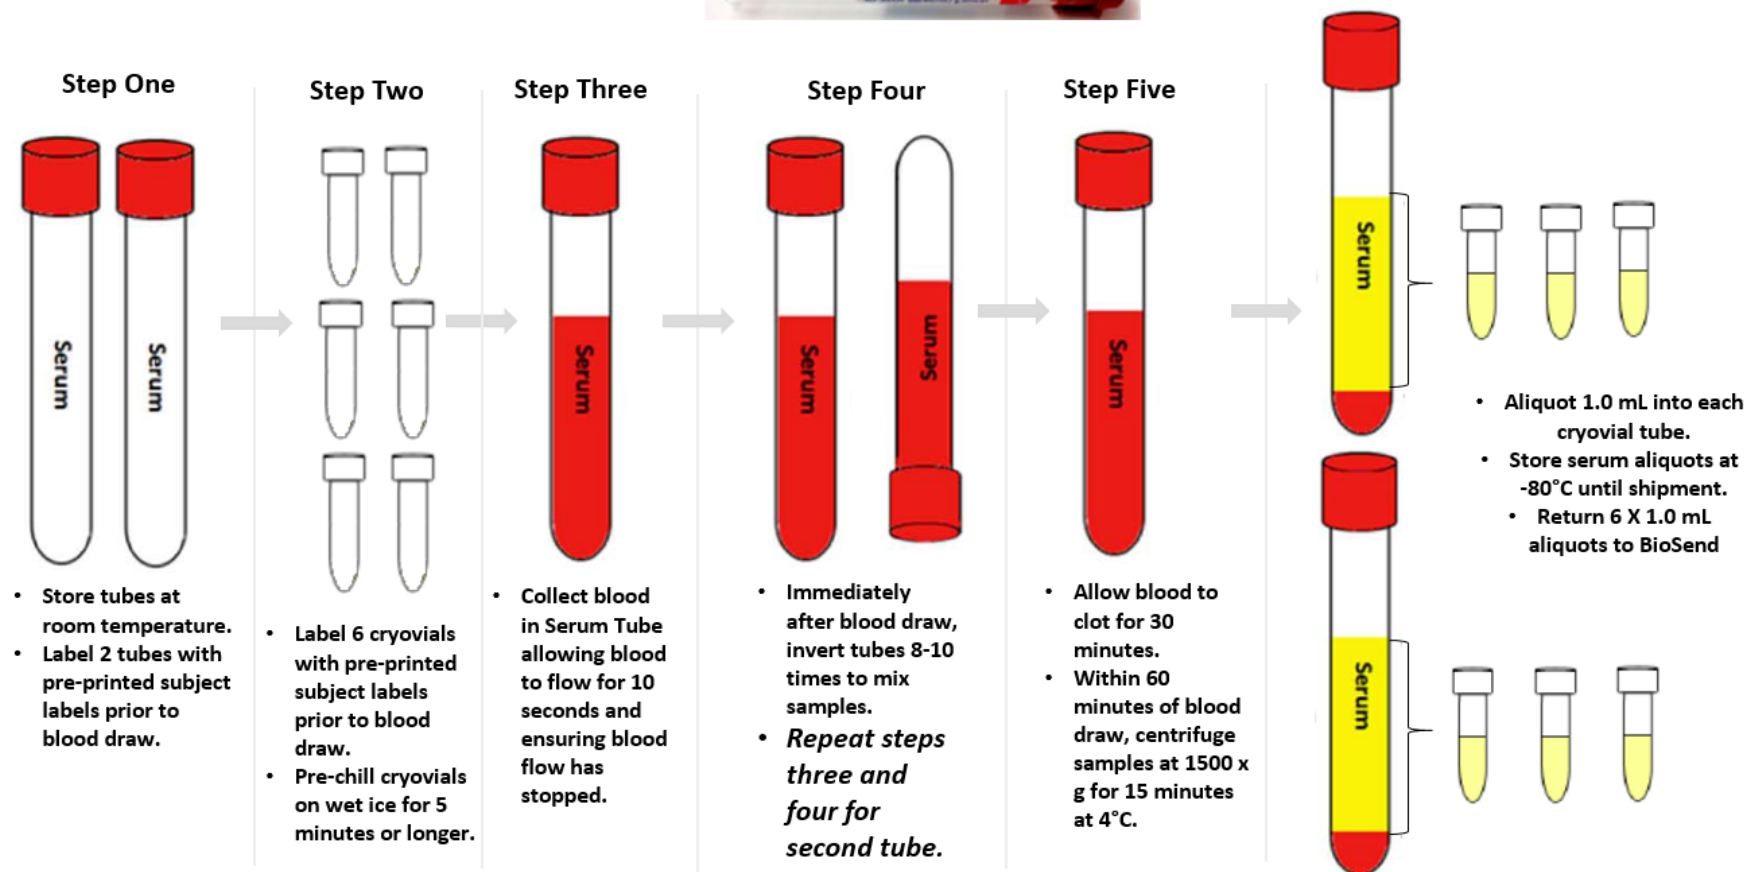 Step One
Serum
Serum
• Store tubes at
room temperature.
• Label 2 tubes with
pre-printed subject
labels prior to
blood draw.
Step Two
• Label 6 cryovials
with pre-printed
subject labels
prior to blood
draw.
• Pre-chill cryovials
on wet ice for 5
minutes or longer.
Step Three
Serum
• Collect blood
in Serum Tube
allowing blood
to flow for 10
seconds and
ensuring blood
flow has
stopped.
Step Four
Serum
Serum
• Immediately
after blood draw,
invert tubes 8-10
times to mix
samples.
• Repeat steps
three and
four for
second tube.
Step Five
Serum
• Allow blood to
clot for 30
minutes.
• Within 60
minutes of blood
draw, centrifuge
samples at 1500 x
g for 15 minutes
at 4°C.
Serum
• Aliquot 1.0 mL into each
cryovial tube.
• Store serum aliquots at
-80°C until shipment.
• Return 6 X 1.0 mL
aliquots to BioSend
Serum